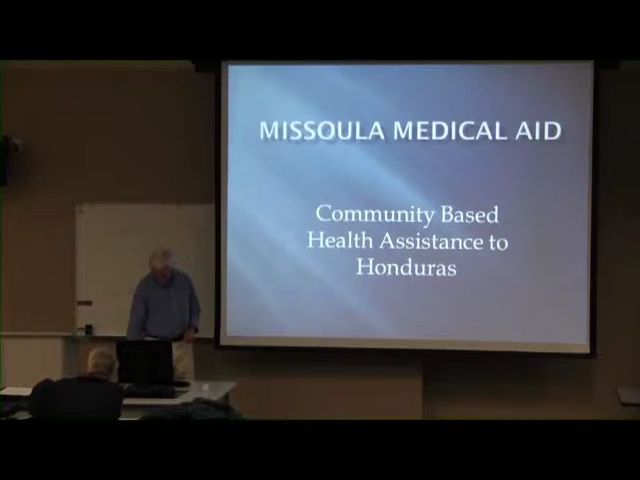 MISSOULA MEDICAL AID
Community Based
Health Assistance to
Honduras